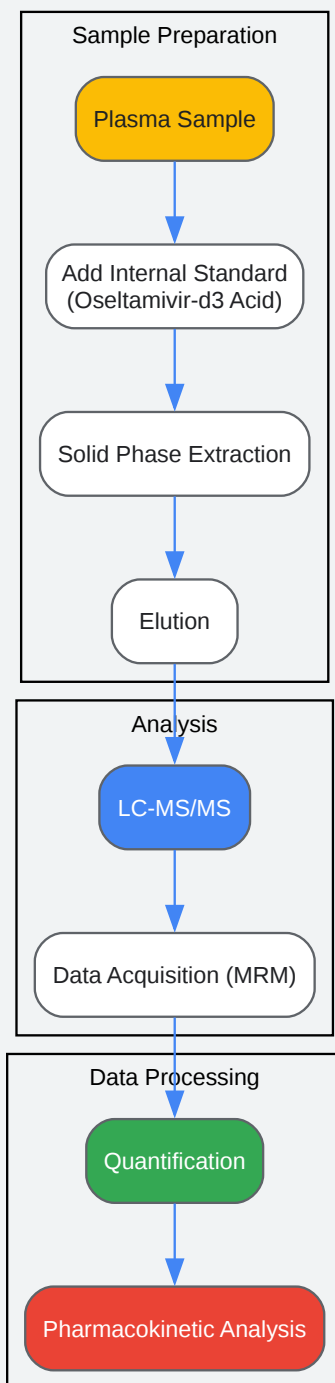 Sample Preparation
Plasma Sample
Add Internal Standard
(Oseltamivir-d3 Acid)
Solid Phase Extraction
Elution
Analysis
LC-MS/MS
Data Acquisition (MRM)
Data Processing
Quantification
Pharmacokinetic Analysis